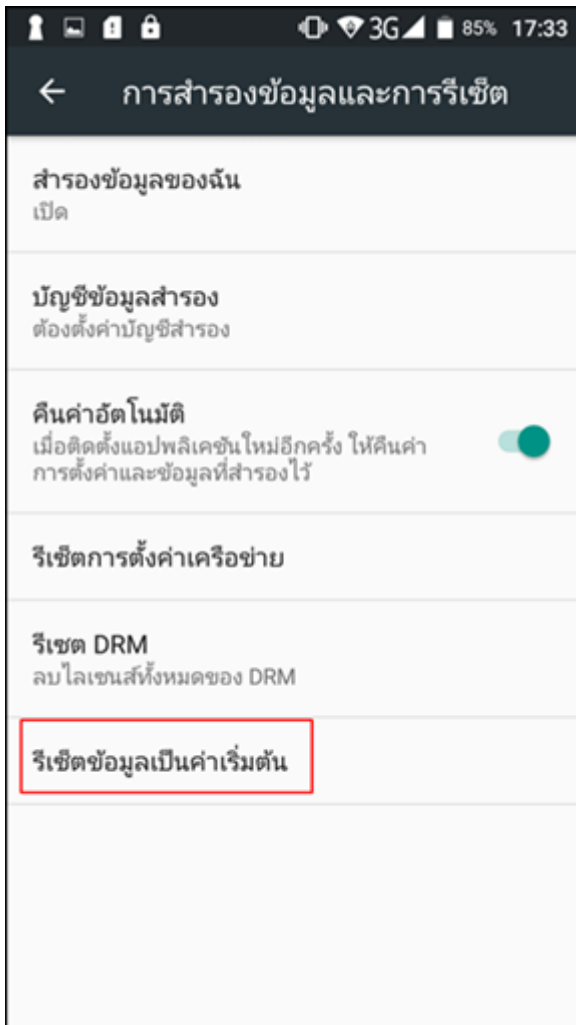 3G 85% 17:33
การสำรองข้อมูลและการรีเซ็ต
สำรองข้อมูลของฉัน
เปิด
บัญชีข้อมูลสำรอง
ต้องตั้งค่าบัญชีสำรอง
คืนค่าอัตโนมัติ
เมื่อติดตั้งแอปพลิเคชันใหม่อีกครั้ง ให้คืนค่า
การตั้งค่าและข้อมูลที่สำรองไว้
รีเซ็ตการตั้งค่าเครือข่าย
รีเซต DRM
ลบไลเซนส์ทั้งหมดของ DRM
รีเซ็ตข้อมูลเป็นค่าเริ่มต้น